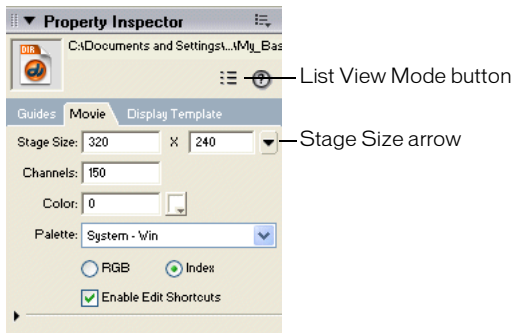 Property Inspector
DIR
C:\Documents and Settings\...\My_Bas
?
List View Mode button
Guides Movie Display Template
Stage Size: 320 X 240
Stage Size arrow
Channels: 150
Color: 0
Palette: System - Win
RGB Index
Enable Edit Shortcuts